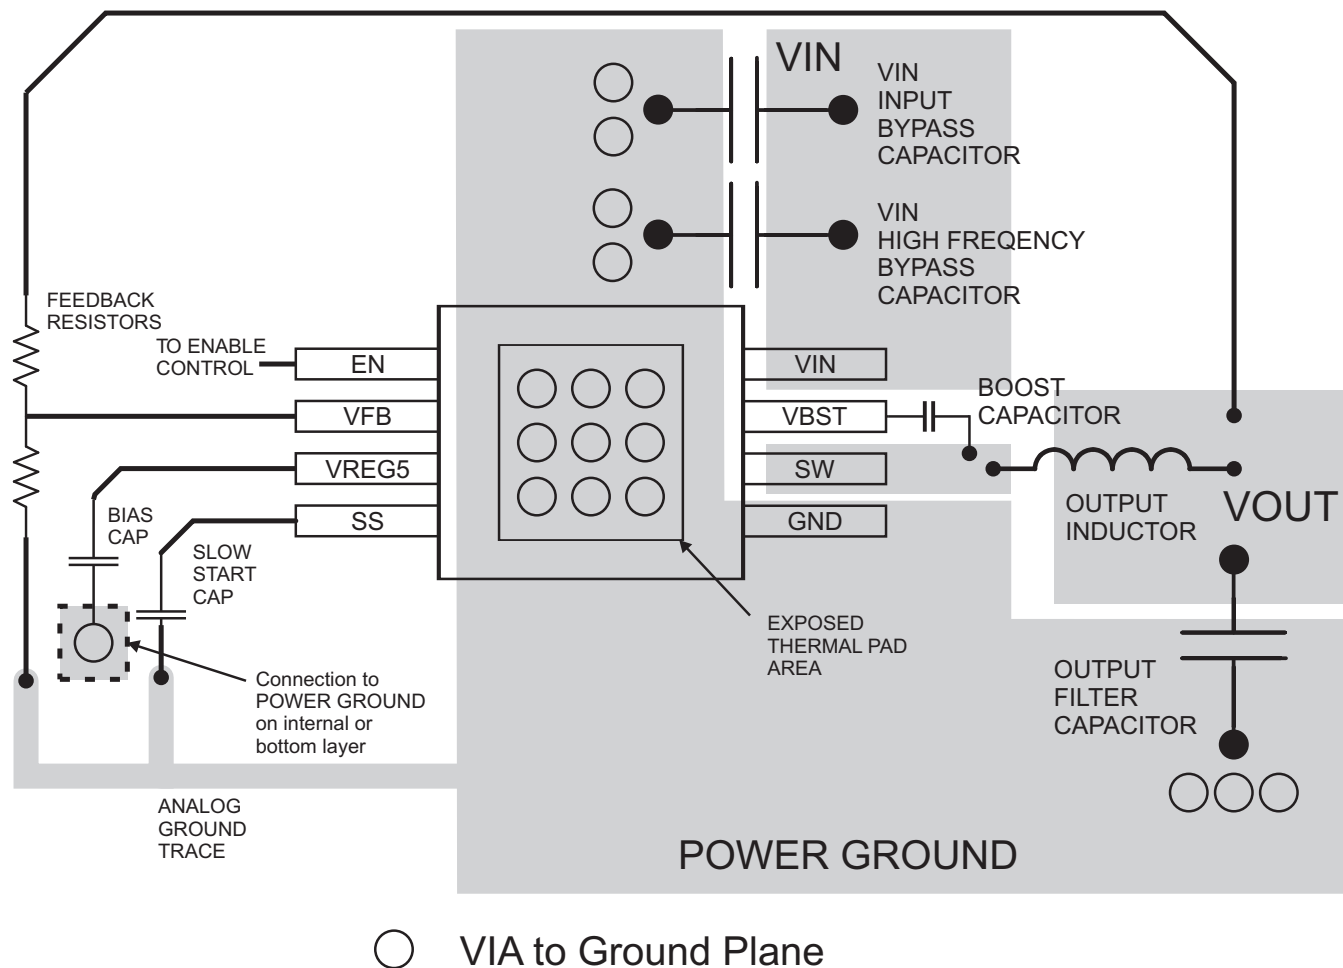 VIN
VIN
INPUT
BYPASS
CAPACITOR
VIN
HIGH FREQENCY
BYPASS
CAPACITOR
FEEDBACK
RESISTORS
TO ENABLE
CONTROL
EN
VFB
VREG5
SS
VIN
VBST
SW
GND
BOOST
CAPACITOR
OUTPUT
INDUCTOR
VOUT
BIAS
CAP
SLOW
START
CAP
EXPOSED
THERMAL PAD
AREA
Connection to
POWER GROUND
on internal or
bottom layer
OUTPUT
FILTER
CAPACITOR
ANALOG
GROUND
TRACE
POWER GROUND
VIA to Ground Plane